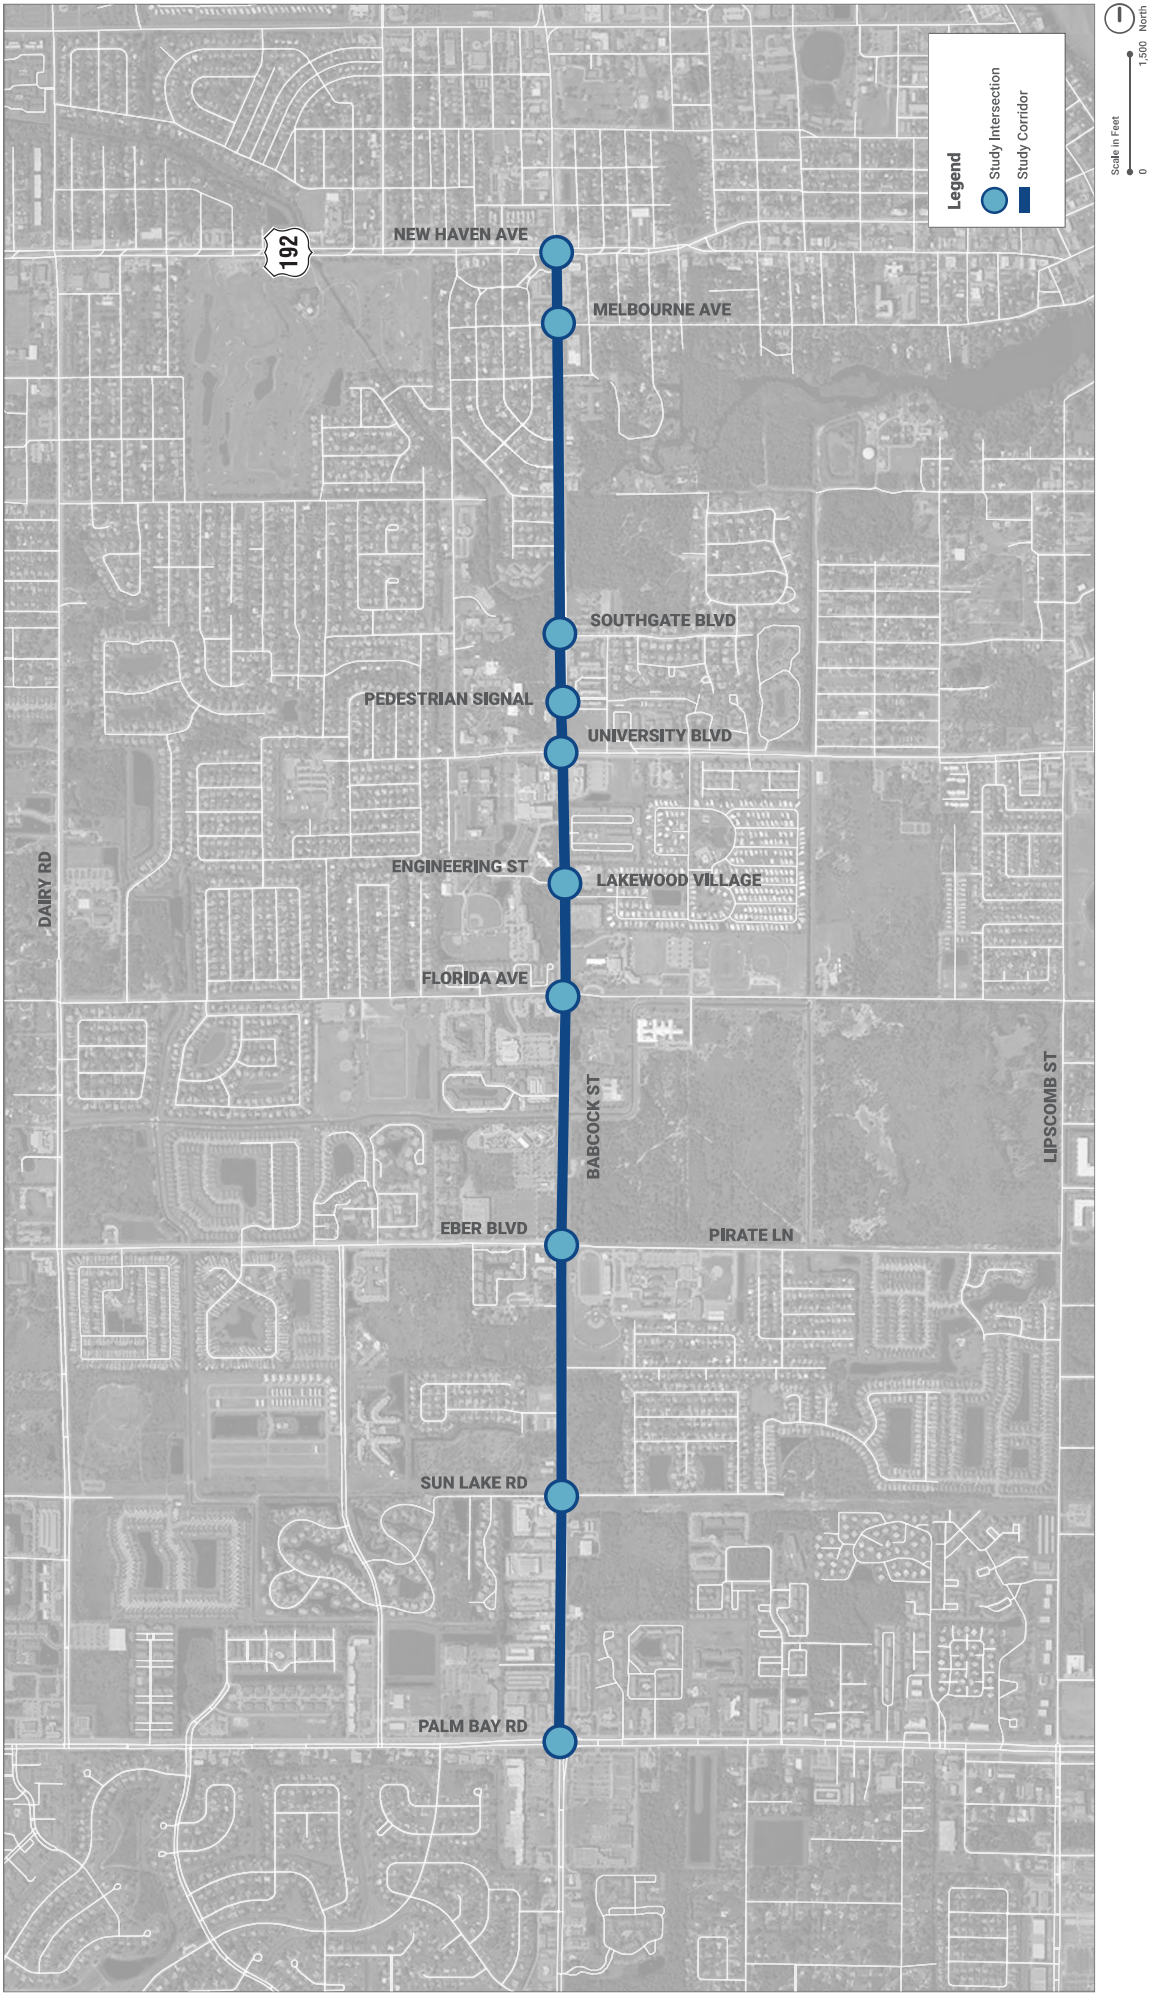 Legend
Study Intersection
Study Corridor
North
Scale in Feet
0
1,500
NEW HAVEN AVE
192
MELBOURNE AVE
SOUTHGATE BLVD
PEDESTRIAN SIGNAL
UNIVERSITY BLVD
DAIRY RD
ENGINEERING ST
LAKEWOOD VILLAGE
FLORIDA AVE
BABCOCK ST
LIPSCOMB ST
EBER BLVD
PIRATE LN
SUN LAKE RD
PALM BAY RD